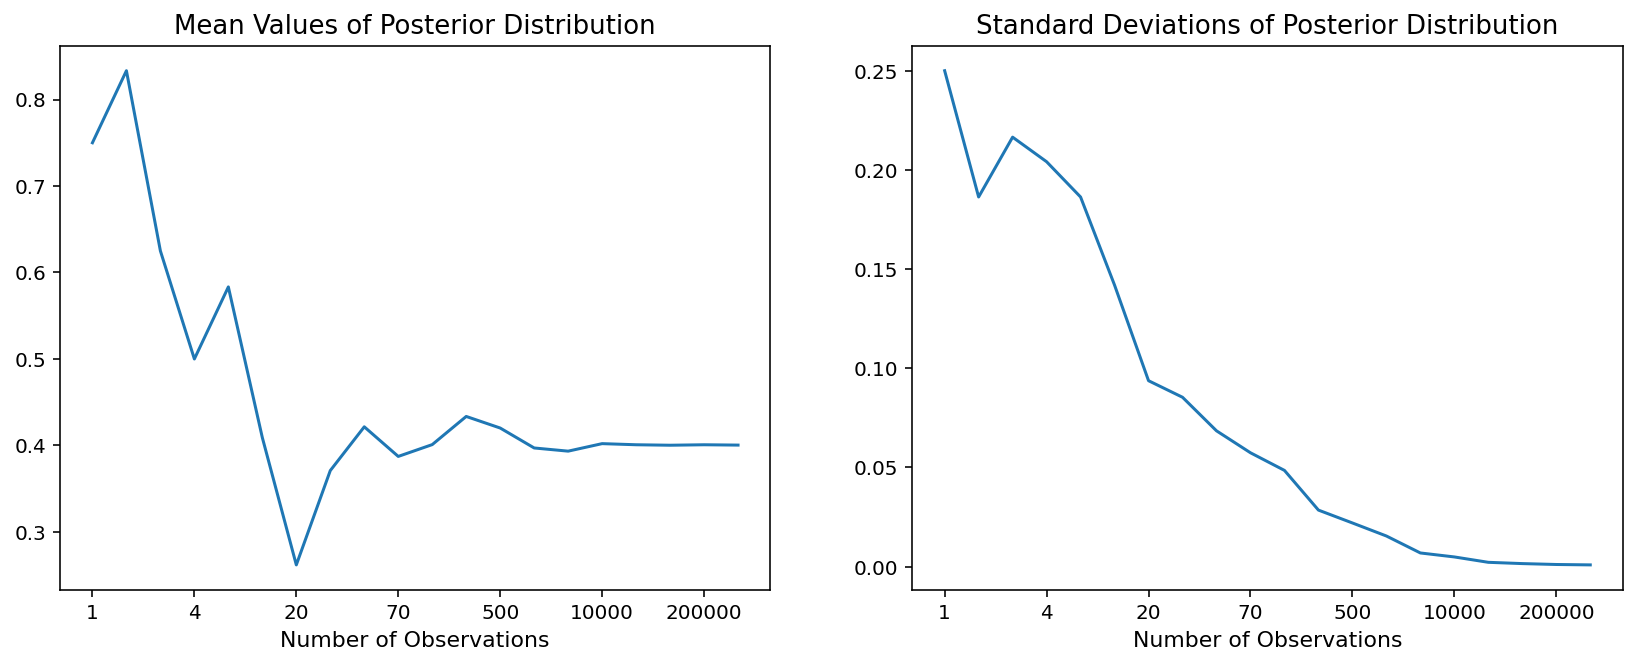 Mean Values of Posterior Distribution
0.8
0.7
0.6
0.5
0.4
0.3
1 4 20 70 500 10000 200000
Number of Observations
Standard Deviations of Posterior Distribution
0.25
0.20
0.15
0.10
0.05
0.00
1 4 20 70 500 10000 200000
Number of Observations